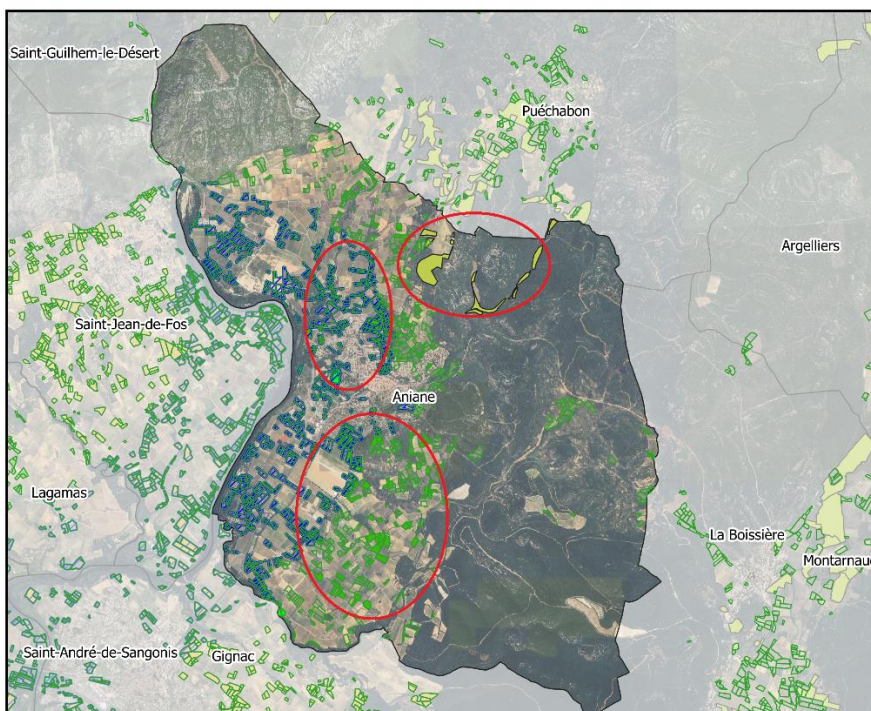 Saint-Guilhem-le-Désert
Puéchabon
Argelliers
Saint-Jean-de-Fos
Aniane
Lagamas
La Boissière
Montarnaud
Saint-André-de-Sangonis
Gignac